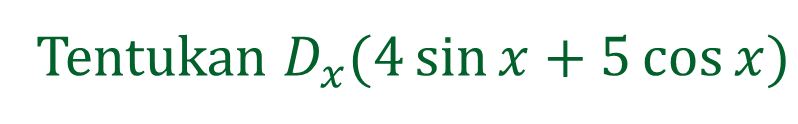 Tentukan 𝐷ₓ(4 sin 𝑥 + 5 cos 𝑥)